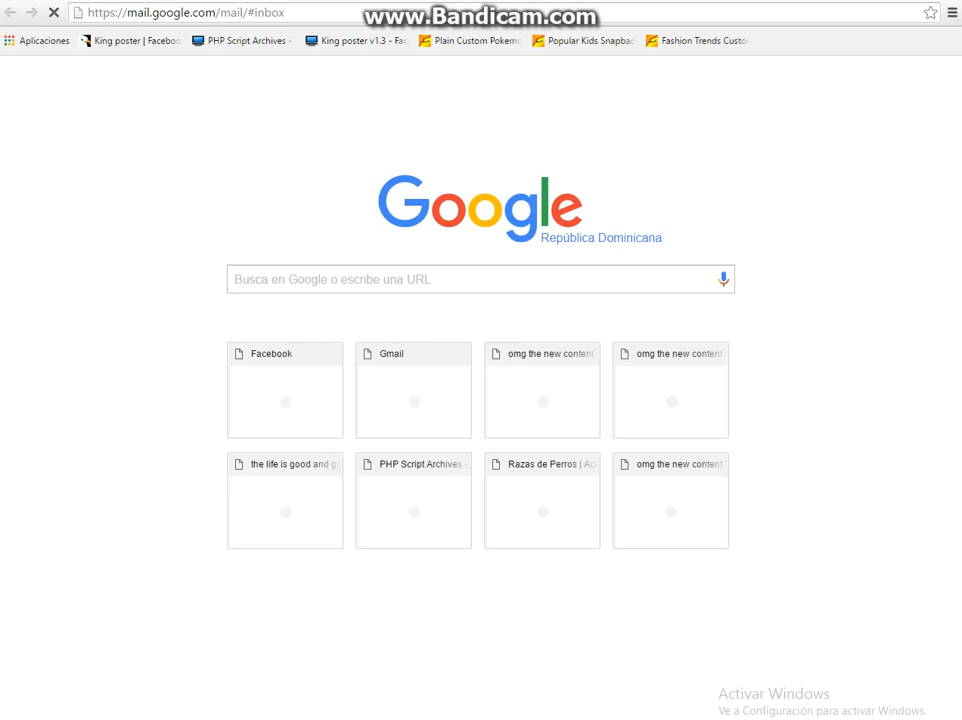 https://mail.google.com/mail/#inbox
www.Bandicam.com
Aplicaciones
King poster | Faceboo
PHP Script Archives -
King poster v1.3 - Fac
Plain Custom Pokemo
Popular Kids Snapbac
Fashion Trends Custo
Google
República Dominicana
Busca en Google o escribe una URL
Facebook
Gmail
omg the new content
omg the new content
the life is good and g
PHP Script Archives -
Razas de Perros | Ac
omg the new content
Activar Windows
Ve a Configuración para activar Windows.